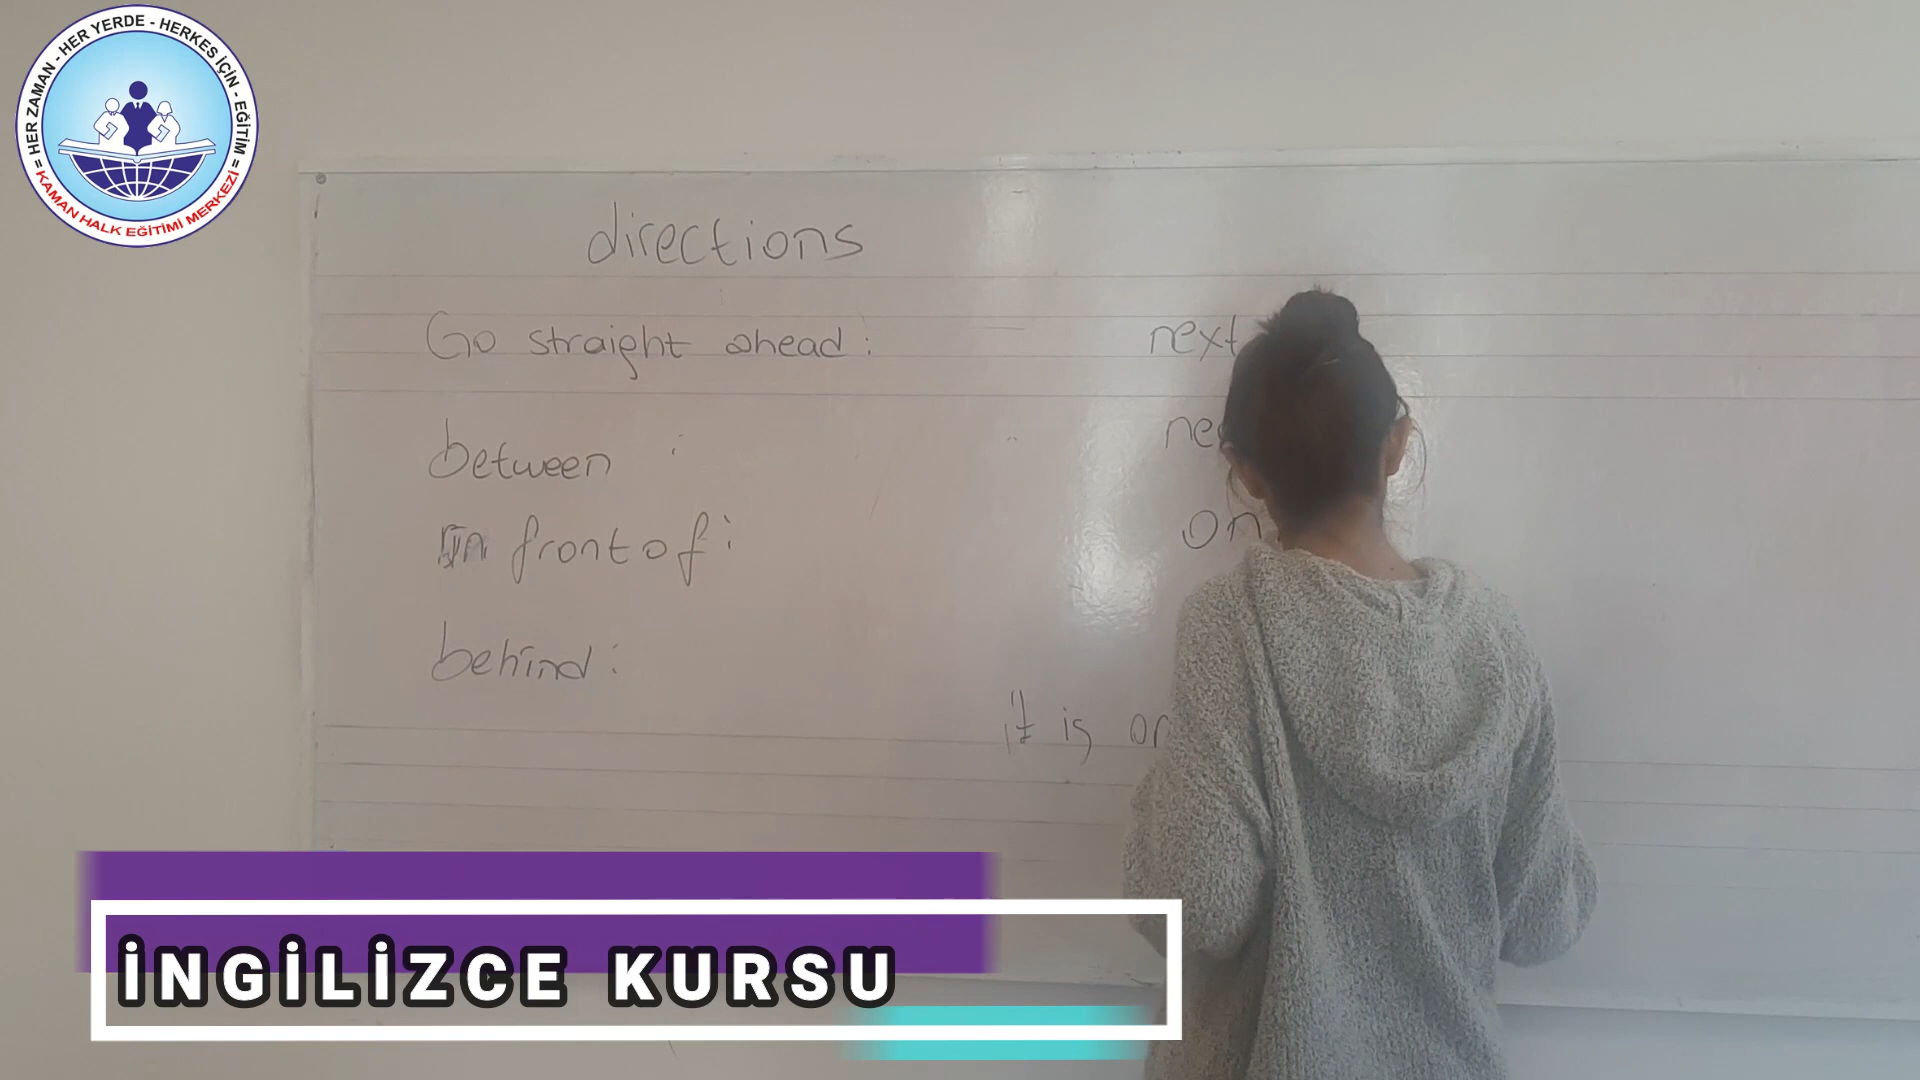 = HER ZAMAN - HER YERDE - HERKES İÇİN - EĞİTİM =
KAMAN HALK EĞİTİMİ MERKEZİ
directions
Go straight ahead :
next
between :
on
In front of :
behind :
it is
İNGİLİZCE KURSU